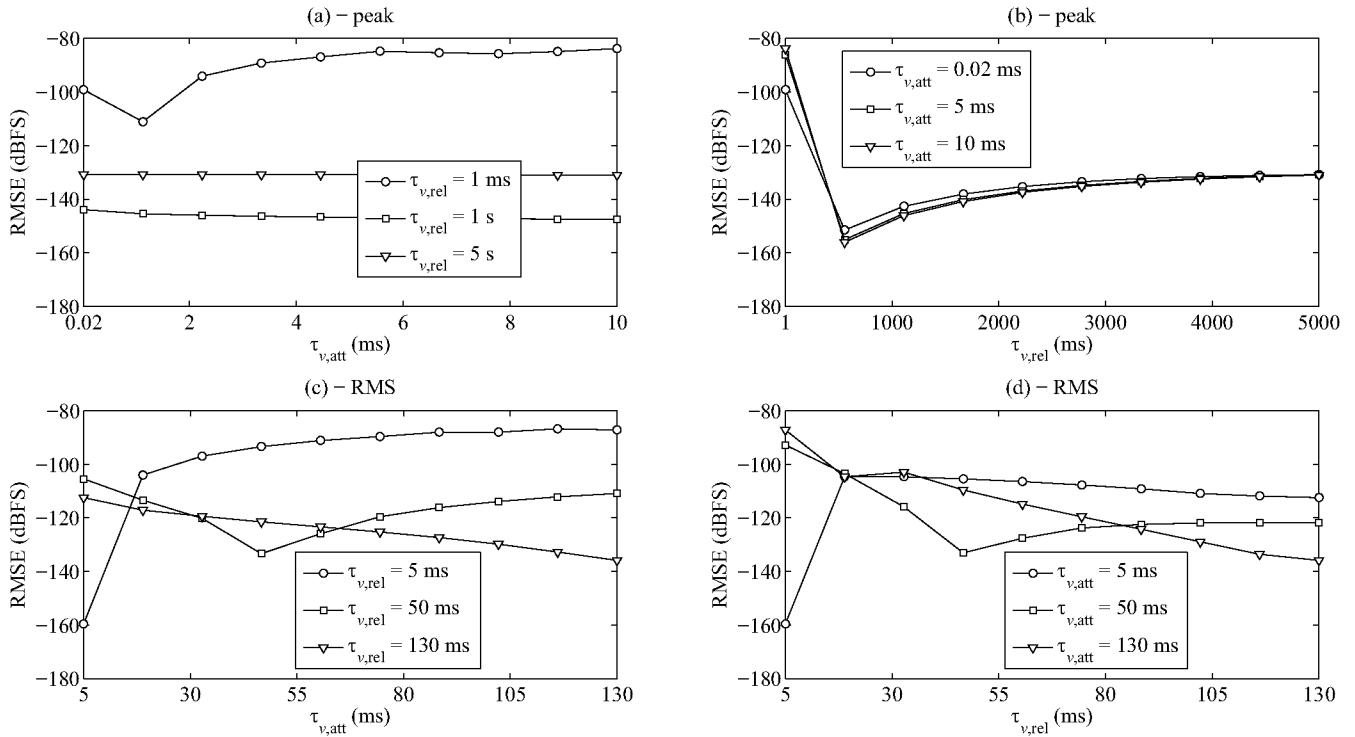 (a) − peak
RMSE (dBFS)
−80
−100
−120
−140
−160
−180
0.02 2 4 6 8 10
τv,att (ms)
τv,rel = 1 ms
τv,rel = 1 s
τv,rel = 5 s
(b) − peak
RMSE (dBFS)
−80
−100
−120
−140
−160
−180
1 1000 2000 3000 4000 5000
τv,rel (ms)
τv,att = 0.02 ms
τv,att = 5 ms
τv,att = 10 ms
(c) − RMS
RMSE (dBFS)
−80
−100
−120
−140
−160
−180
5 30 55 80 105 130
τv,att (ms)
τv,rel = 5 ms
τv,rel = 50 ms
τv,rel = 130 ms
(d) − RMS
RMSE (dBFS)
−80
−100
−120
−140
−160
−180
5 30 55 80 105 130
τv,rel (ms)
τv,att = 5 ms
τv,att = 50 ms
τv,att = 130 ms